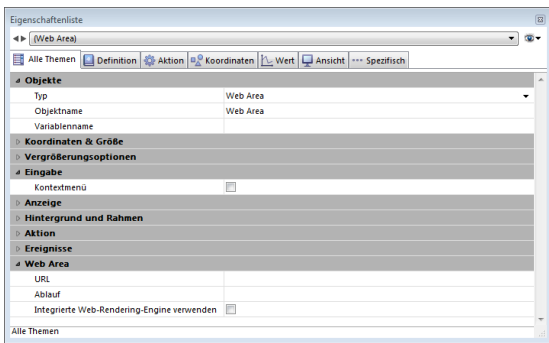 Eigenschaftenliste
(Web Area)
Alle Themen Definition Aktion Koordinaten Wert Ansicht Spezifisch
Objekte
Typ Web Area
Objektname Web Area
Variablenname
Koordinaten & Größe
Vergrößerungsoptionen
Eingabe
Kontextmenü
Anzeige
Hintergrund und Rahmen
Aktion
Ereignisse
Web Area
URL
Ablauf
Integrierte Web-Rendering-Engine verwenden
Alle Themen